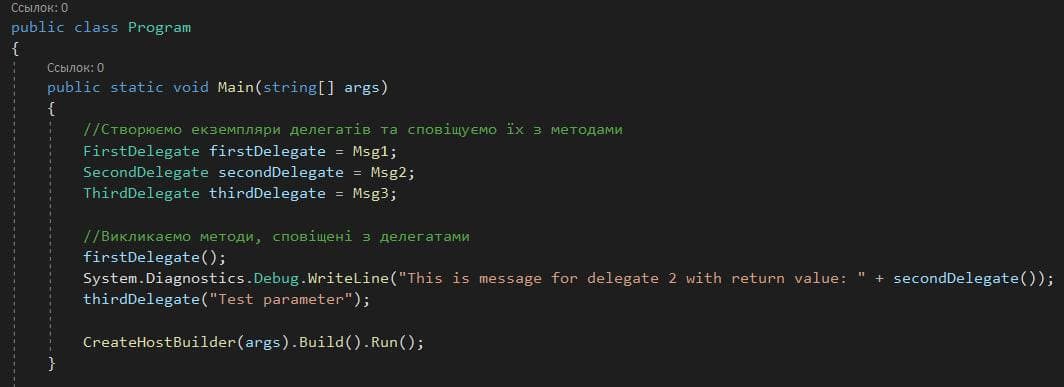 Ссылок: 0
public class Program
{
Ссылок: 0
public static void Main(string[] args)
{
//Створюємо екземпляри делегатів та сповіщуємо їх з методами
FirstDelegate firstDelegate = Msg1;
SecondDelegate secondDelegate = Msg2;
ThirdDelegate thirdDelegate = Msg3;
//Викликаємо методи, сповіщені з делегатами
firstDelegate();
System.Diagnostics.Debug.WriteLine("This is message for delegate 2 with return value: " + secondDelegate());
thirdDelegate("Test parameter");
CreateHostBuilder(args).Build().Run();
}